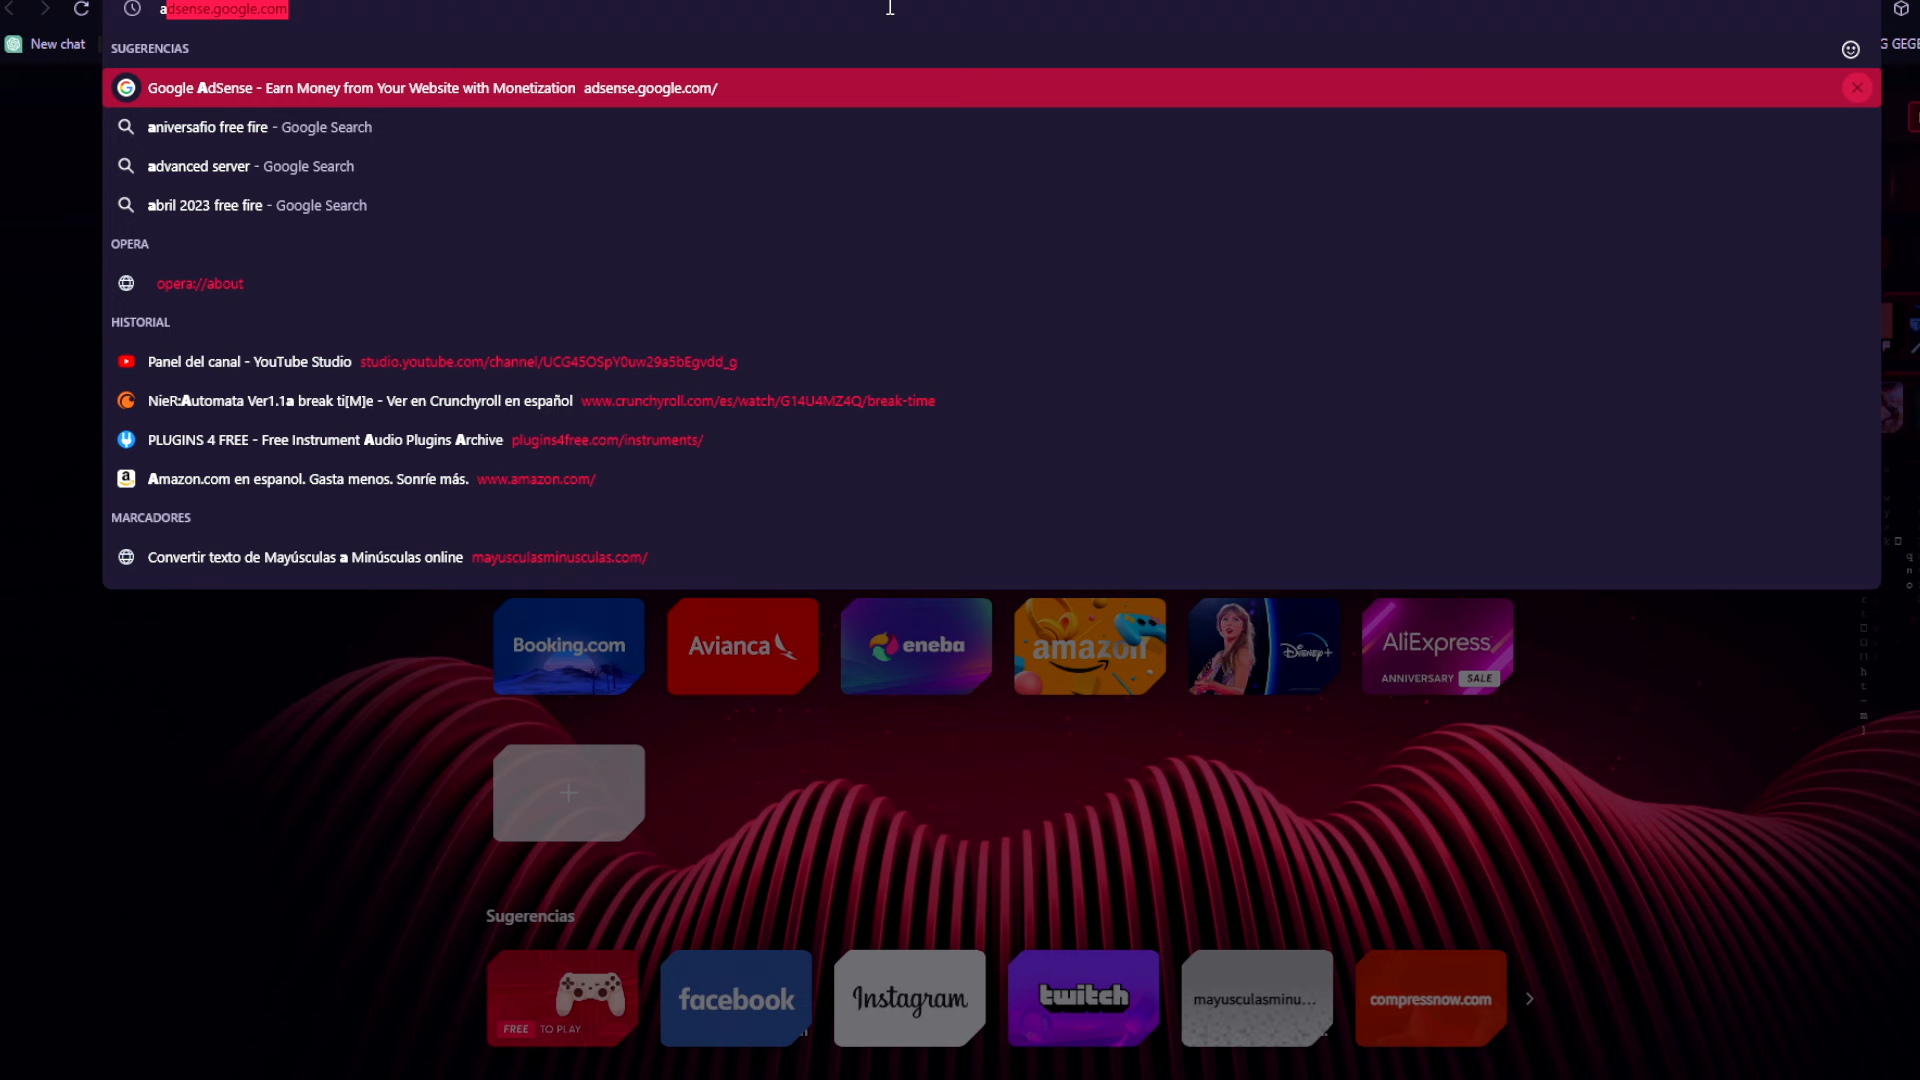 adsense.google.com
New chat
SUGERENCIAS
G GEGE
Google AdSense - Earn Money from Your Website with Monetization adsense.google.com/
aniversafio free fire - Google Search
advanced server - Google Search
abril 2023 free fire - Google Search
OPERA
opera://about
HISTORIAL
Panel del canal - YouTube Studio studio.youtube.com/channel/UCG45OSpY0uw29a5bEgvdd_g
NieR:Automata Ver1.1a break ti[M]e - Ver en Crunchyroll en español www.crunchyroll.com/es/watch/G14U4MZ4Q/break-time
PLUGINS 4 FREE - Free Instrument Audio Plugins Archive plugins4free.com/instruments/
Amazon.com en espanol. Gasta menos. Sonríe más. www.amazon.com/
MARCADORES
Convertir texto de Mayúsculas a Minúsculas online mayusculasminusculas.com/
Booking.com
Avianca
eneba
amazon
Disney+
AliExpress
ANNIVERSARY SALE
Sugerencias
FREE TO PLAY
facebook
Instagram
twitch
mayusculasminu...
compressnow.com